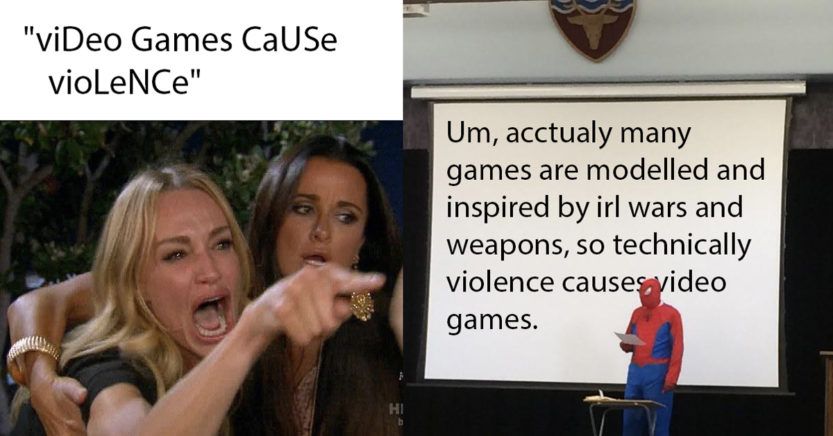 "viDeo Games CaUSe
vioLeNCe"
Um, acctualy many
games are modelled and
inspired by irl wars and
weapons, so technically
violence causes video
games.